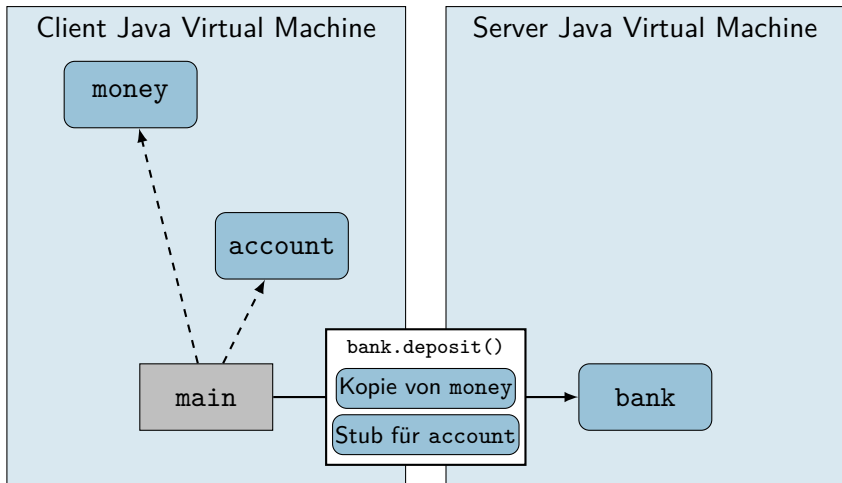 Client Java Virtual Machine
Server Java Virtual Machine
money
account
main
bank.deposit()
Kopie von money
Stub für account
bank